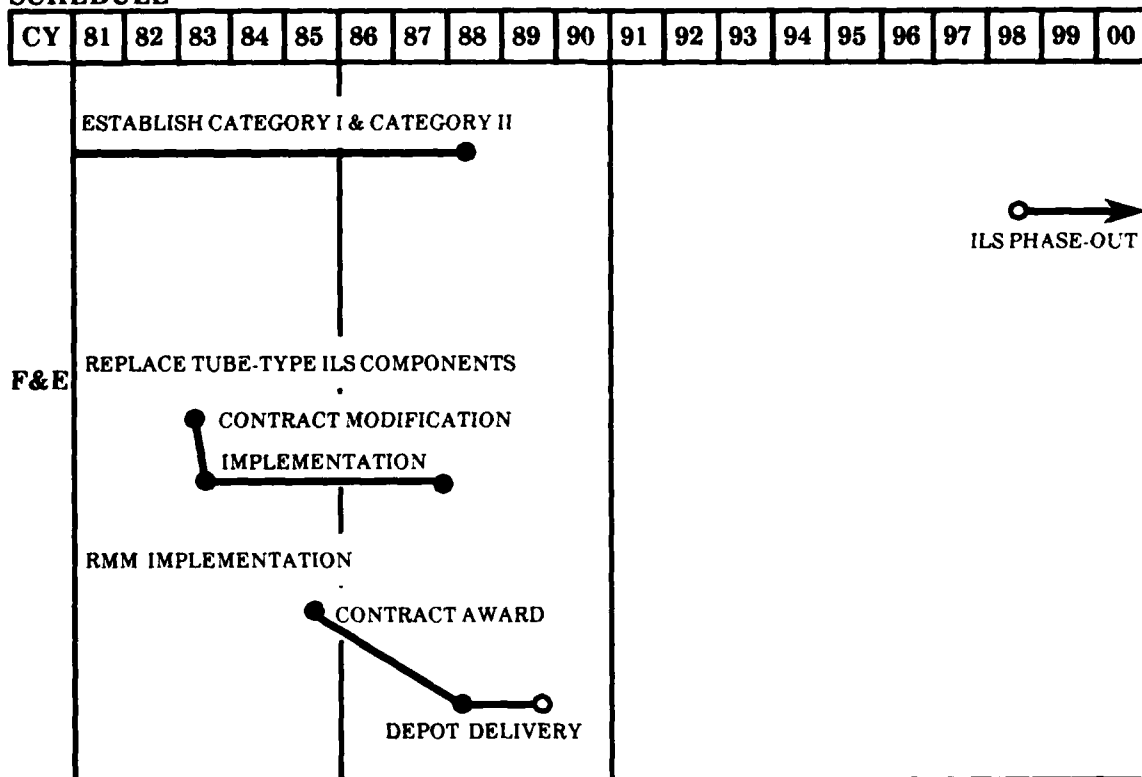 SCHEDULE
CY 81 82 83 84 85 86 87 88 89 90 91 92 93 94 95 96 97 98 99 00
ESTABLISH CATEGORY I & CATEGORY II
ILS PHASE-OUT
REPLACE TUBE-TYPE ILS COMPONENTS
F&E
CONTRACT MODIFICATION
IMPLEMENTATION
RMM IMPLEMENTATION
CONTRACT AWARD
DEPOT DELIVERY